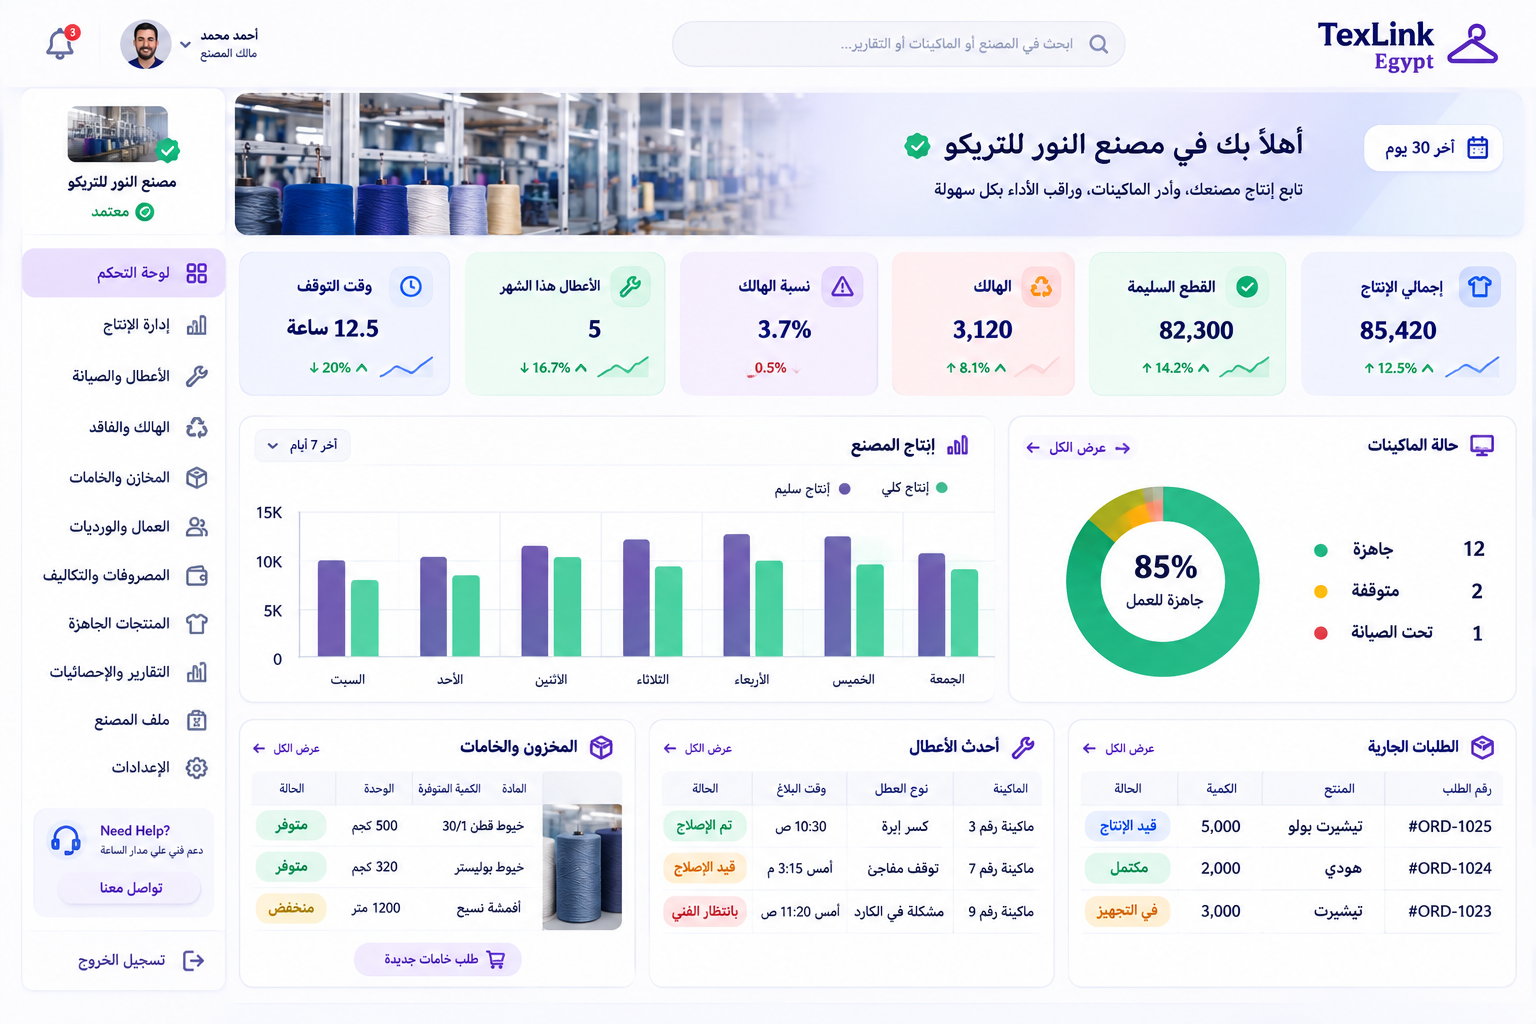 TexLink
Egypt
ابحث في المصنع أو الماكينات أو التقارير...
أحمد محمد
مالك المصنع
3
أخر 30 يوم
أهلاً بك في مصنع النور للتريكو
تابع إنتاج مصنعك، وأدر الماكينات، وراقب الأداء بكل سهولة
مصنع النور للتريكو
معتمد
لوحة التحكم
إدارة الإنتاج
الأعطال والصيانة
الهالك والفاقد
المخازن والخامات
العمال والورديات
المصروفات والتكاليف
المنتجات الجاهزة
التقارير والإحصائيات
ملف المصنع
الإعدادات
Need Help?
دعم فني علي مدار الساعة
تواصل معنا
تسجيل الخروج
إجمالي الإنتاج
85,420
↑ 12.5%
القطع السليمة
82,300
↑ 14.2%
الهالك
3,120
↑ 8.1%
نسبة الهالك
3.7%
0.5%
الأعطال هذا الشهر
5
↓ 16.7%
وقت التوقف
12.5 ساعة
↓ 20%
حالة الماكينات
→ عرض الكل ←
85%
جاهزة للعمل
12 جاهزة
2 متوقفة
1 تحت الصيانة
إنتاج المصنع
أخر 7 أيام
إنتاج كلي
إنتاج سليم
15K
10K
5K
0
الجمعة الخميس الأربعاء الثلاثاء الأثنين الأحد السبت
الطلبات الجارية
عرض الكل ←
رقم الطلب المنتج الكمية الحالة
#ORD-1025 تيشيرت بولو 5,000 قيد الإنتاج
#ORD-1024 هودي 2,000 مكتمل
#ORD-1023 تيشيرت 3,000 في التجهيز
أحدث الأعطال
عرض الكل ←
الماكينة نوع العطل وقت البلاغ الحالة
ماكينة رقم 3 كسر إبرة 10:30 ص تم الإصلاح
ماكينة رقم 7 توقف مفاجئ أمس 3:15 م قيد الإصلاح
ماكينة رقم 9 مشكلة في الكارد أمس 11:20 ص بانتظار الفني
المخزون والخامات
عرض الكل ←
المادة الكمية المتوفرة الوحدة الحالة
خيوط قطن 30/1 500 كجم متوفر
خيوط بوليستر 320 كجم متوفر
أقمشة نسيج 1200 متر منخفض
طلب خامات جديدة